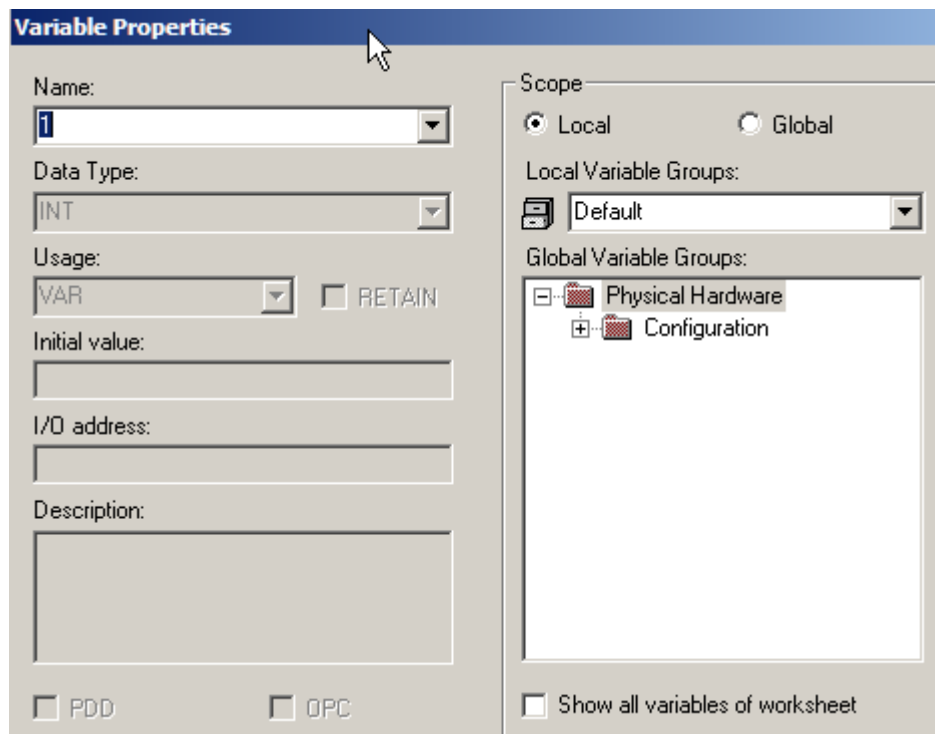 Variable Properties
Name:
1
Data Type:
INT
Usage:
VAR
RETAIN
Initial value:
I/O address:
Description:
PDD
OPC
Scope
Local
Global
Local Variable Groups:
Default
Global Variable Groups:
Physical Hardware
Configuration
Show all variables of worksheet